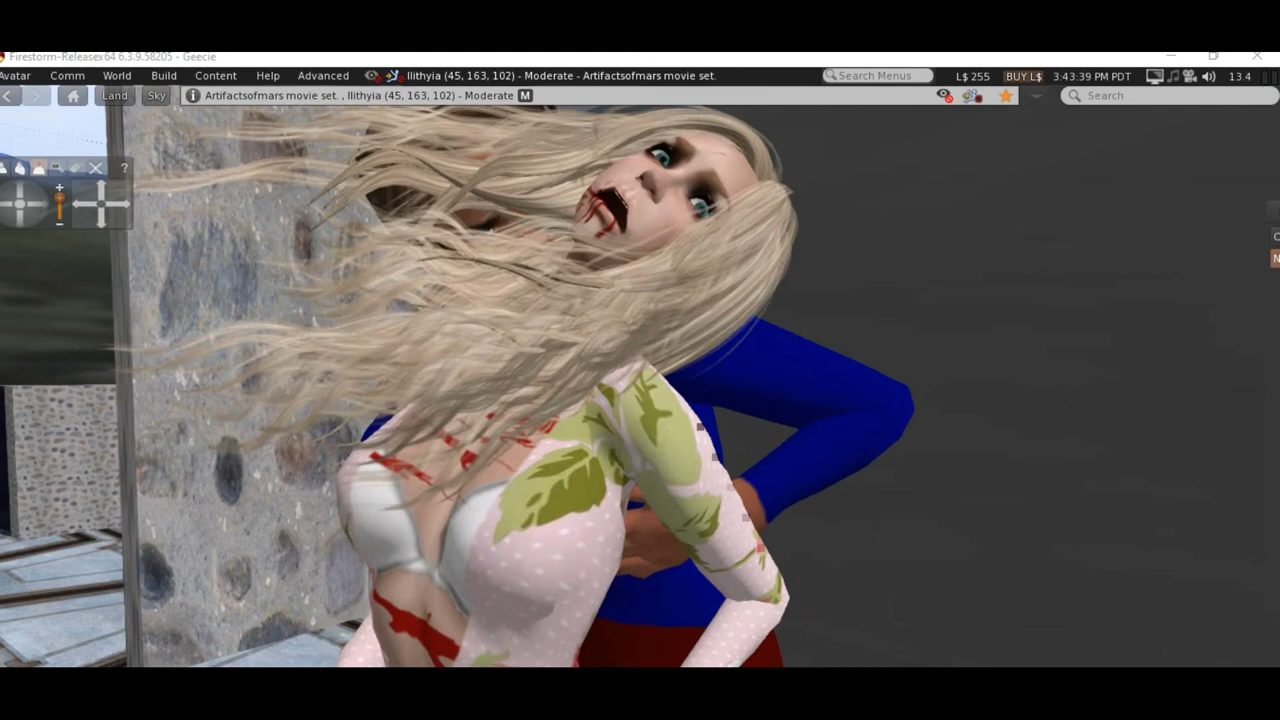 Firestorm-Releasex64 6.3.9.58205 - Geecie
Avatar Comm World Build Content Help Advanced Ilithyia (45, 163, 102) - Moderate - Artifactsofmars movie set. Search Menus L$ 255 BUY L$ 3:43:39 PM PDT 13.4
Land Sky Artifactsofmars movie set. , Ilithyia (45, 163, 102) - Moderate M Search
?